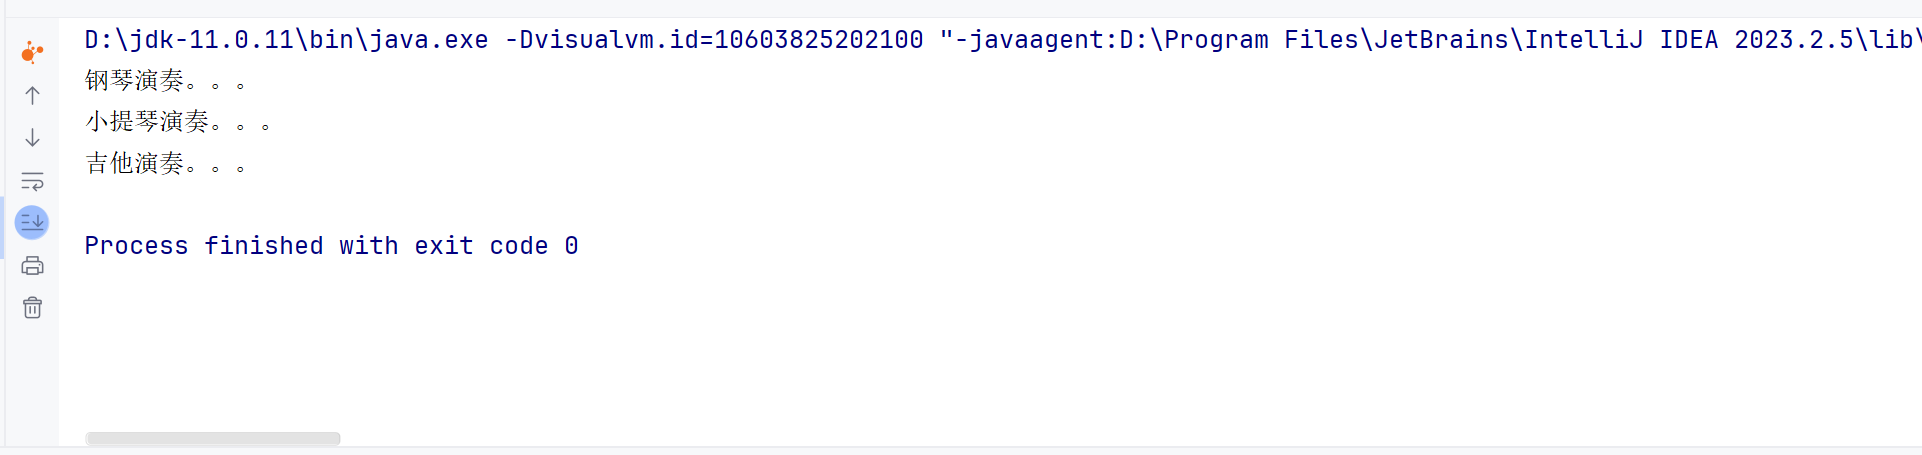 D:\jdk-11.0.11\bin\java.exe -Dvisualvm.id=10603825202100 "-javaagent:D:\Program Files\JetBrains\IntelliJ IDEA 2023.2.5\lib\
钢琴演奏。。。
小提琴演奏。。。
吉他演奏。。。
Process finished with exit code 0